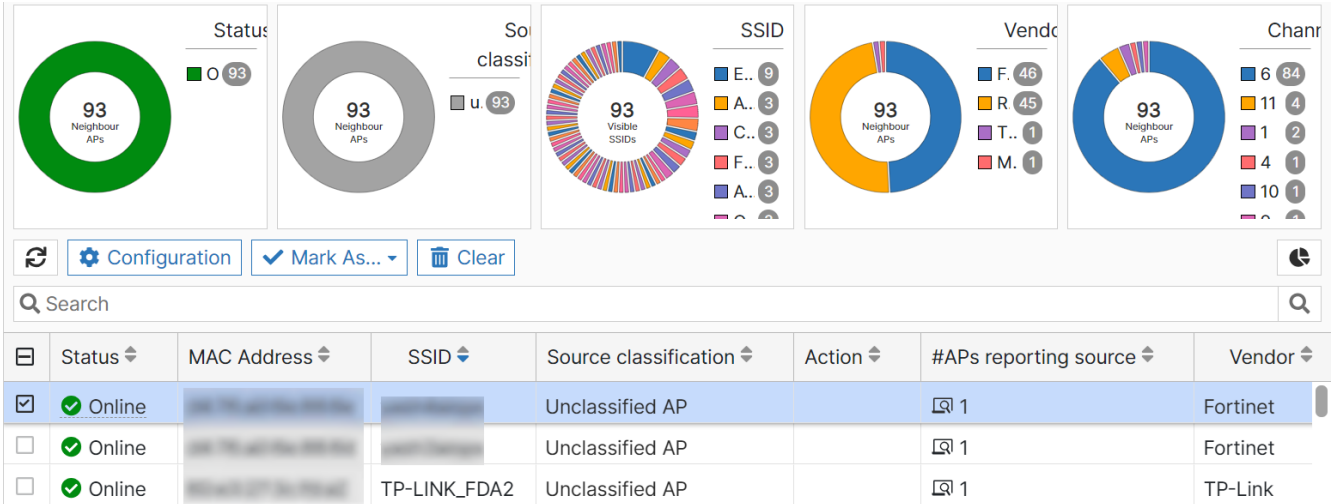 Status
O 93
93
Neighbour
APs
Sou
classif
u. 93
93
Neighbour
APs
SSID
E.. 9
A.. 3
C.. 3
F.. 3
A.. 3
93
Visible
SSIDs
Vendo
F. 46
R 45
T.. 1
M. 1
93
Neighbour
APs
Chann
6 84
11 4
1 2
4 1
10 1
93
Neighbour
APs
Configuration Mark As... Clear
Search
Status MAC Address SSID Source classification Action #APs reporting source Vendor
Online Unclassified AP 1 Fortinet
Online Unclassified AP 1 Fortinet
Online TP-LINK_FDA2 Unclassified AP 1 TP-Link